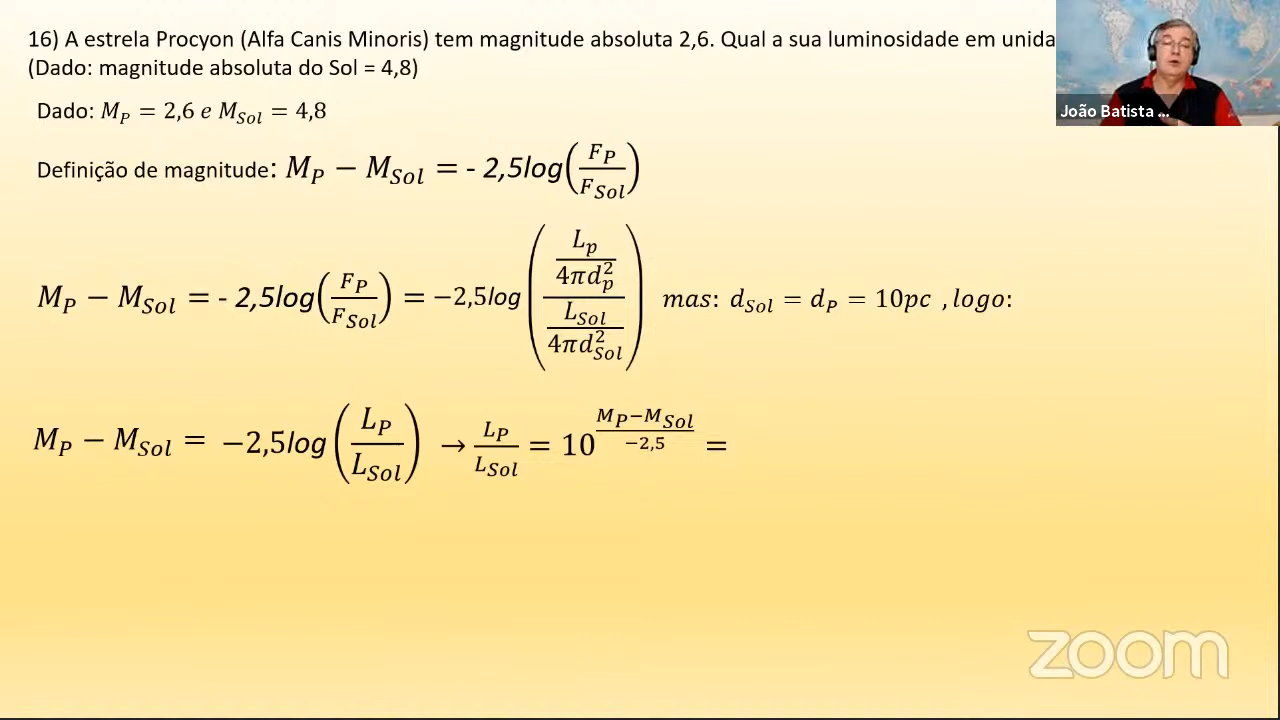 16) A estrela Procyon (Alfa Canis Minoris) tem magnitude absoluta 2,6. Qual a sua luminosidade em unida
(Dado: magnitude absoluta do Sol = 4,8)
João Batista ...
Dado: M_P = 2,6 e M_Sol = 4,8
Definição de magnitude: M_P − M_Sol = - 2,5log(F_P/F_Sol)
M_P − M_Sol = - 2,5log(F_P/F_Sol) = −2,5log((L_p/4πd_p^2)/(L_Sol/4πd_Sol^2)) mas: d_Sol = d_P = 10pc , logo:
M_P − M_Sol = −2,5log(L_P/L_Sol) → L_P/L_Sol = 10^((M_P−M_Sol)/−2,5) =
zoom